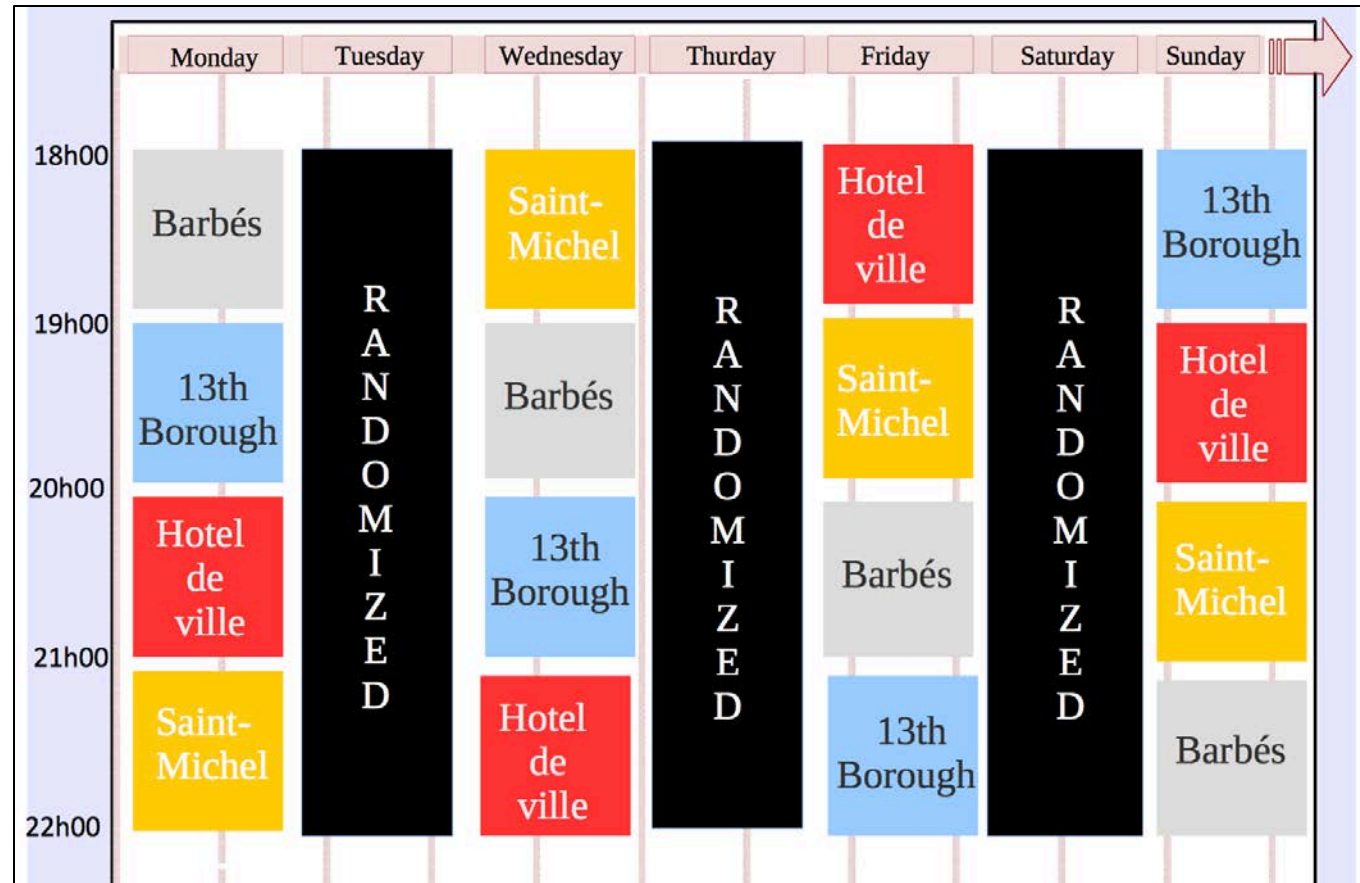 Monday Tuesday Wednesday Thurday Friday Saturday Sunday
18h00
19h00
20h00
21h00
22h00
Barbés
13th
Borough
Hotel
de
ville
Saint-
Michel
R
A
N
D
O
M
I
Z
E
D
Saint-
Michel
Barbés
13th
Borough
Hotel
de
ville
R
A
N
D
O
M
I
Z
E
D
Hotel
de
ville
Saint-
Michel
Barbés
13th
Borough
R
A
N
D
O
M
I
Z
E
D
13th
Borough
Hotel
de
ville
Saint-
Michel
Barbés